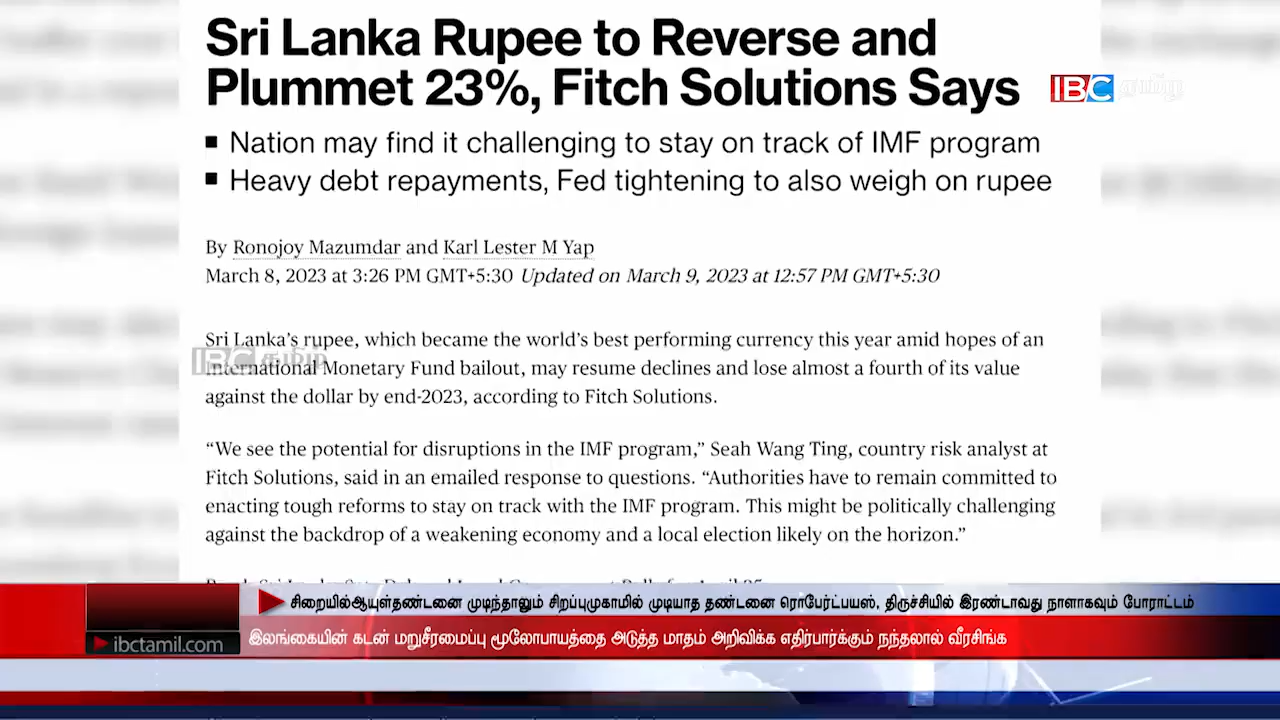 Sri Lanka Rupee to Reverse and
Plummet 23%, Fitch Solutions Says
IBC தமிழ்
■ Nation may find it challenging to stay on track of IMF program
■ Heavy debt repayments, Fed tightening to also weigh on rupee
By Ronojoy Mazumdar and Karl Lester M Yap
March 8, 2023 at 3:26 PM GMT+5:30 Updated on March 9, 2023 at 12:57 PM GMT+5:30
Sri Lanka's rupee, which became the world's best performing currency this year amid hopes of an
IBC தமிழ்
International Monetary Fund bailout, may resume declines and lose almost a fourth of its value
against the dollar by end-2023, according to Fitch Solutions.
“We see the potential for disruptions in the IMF program,” Seah Wang Ting, country risk analyst at
Fitch Solutions, said in an emailed response to questions. “Authorities have to remain committed to
enacting tough reforms to stay on track with the IMF program. This might be politically challenging
against the backdrop of a weakening economy and a local election likely on the horizon.”
சிறையில்ஆயுள்தண்டனை முடிந்தாலும் சிறப்புமுகாமில் முடியாத தண்டனை ரொபேர்ட்பயஸ், திருச்சியில் இரண்டாவது நாளாகவும் போராட்டம்
ibctamil.com
இலங்கையின் கடன் மறுசீரமைப்பு மூலோபாயத்தை அடுத்த மாதம் அறிவிக்க எதிர்பார்க்கும் நந்தலால் வீரசிங்க